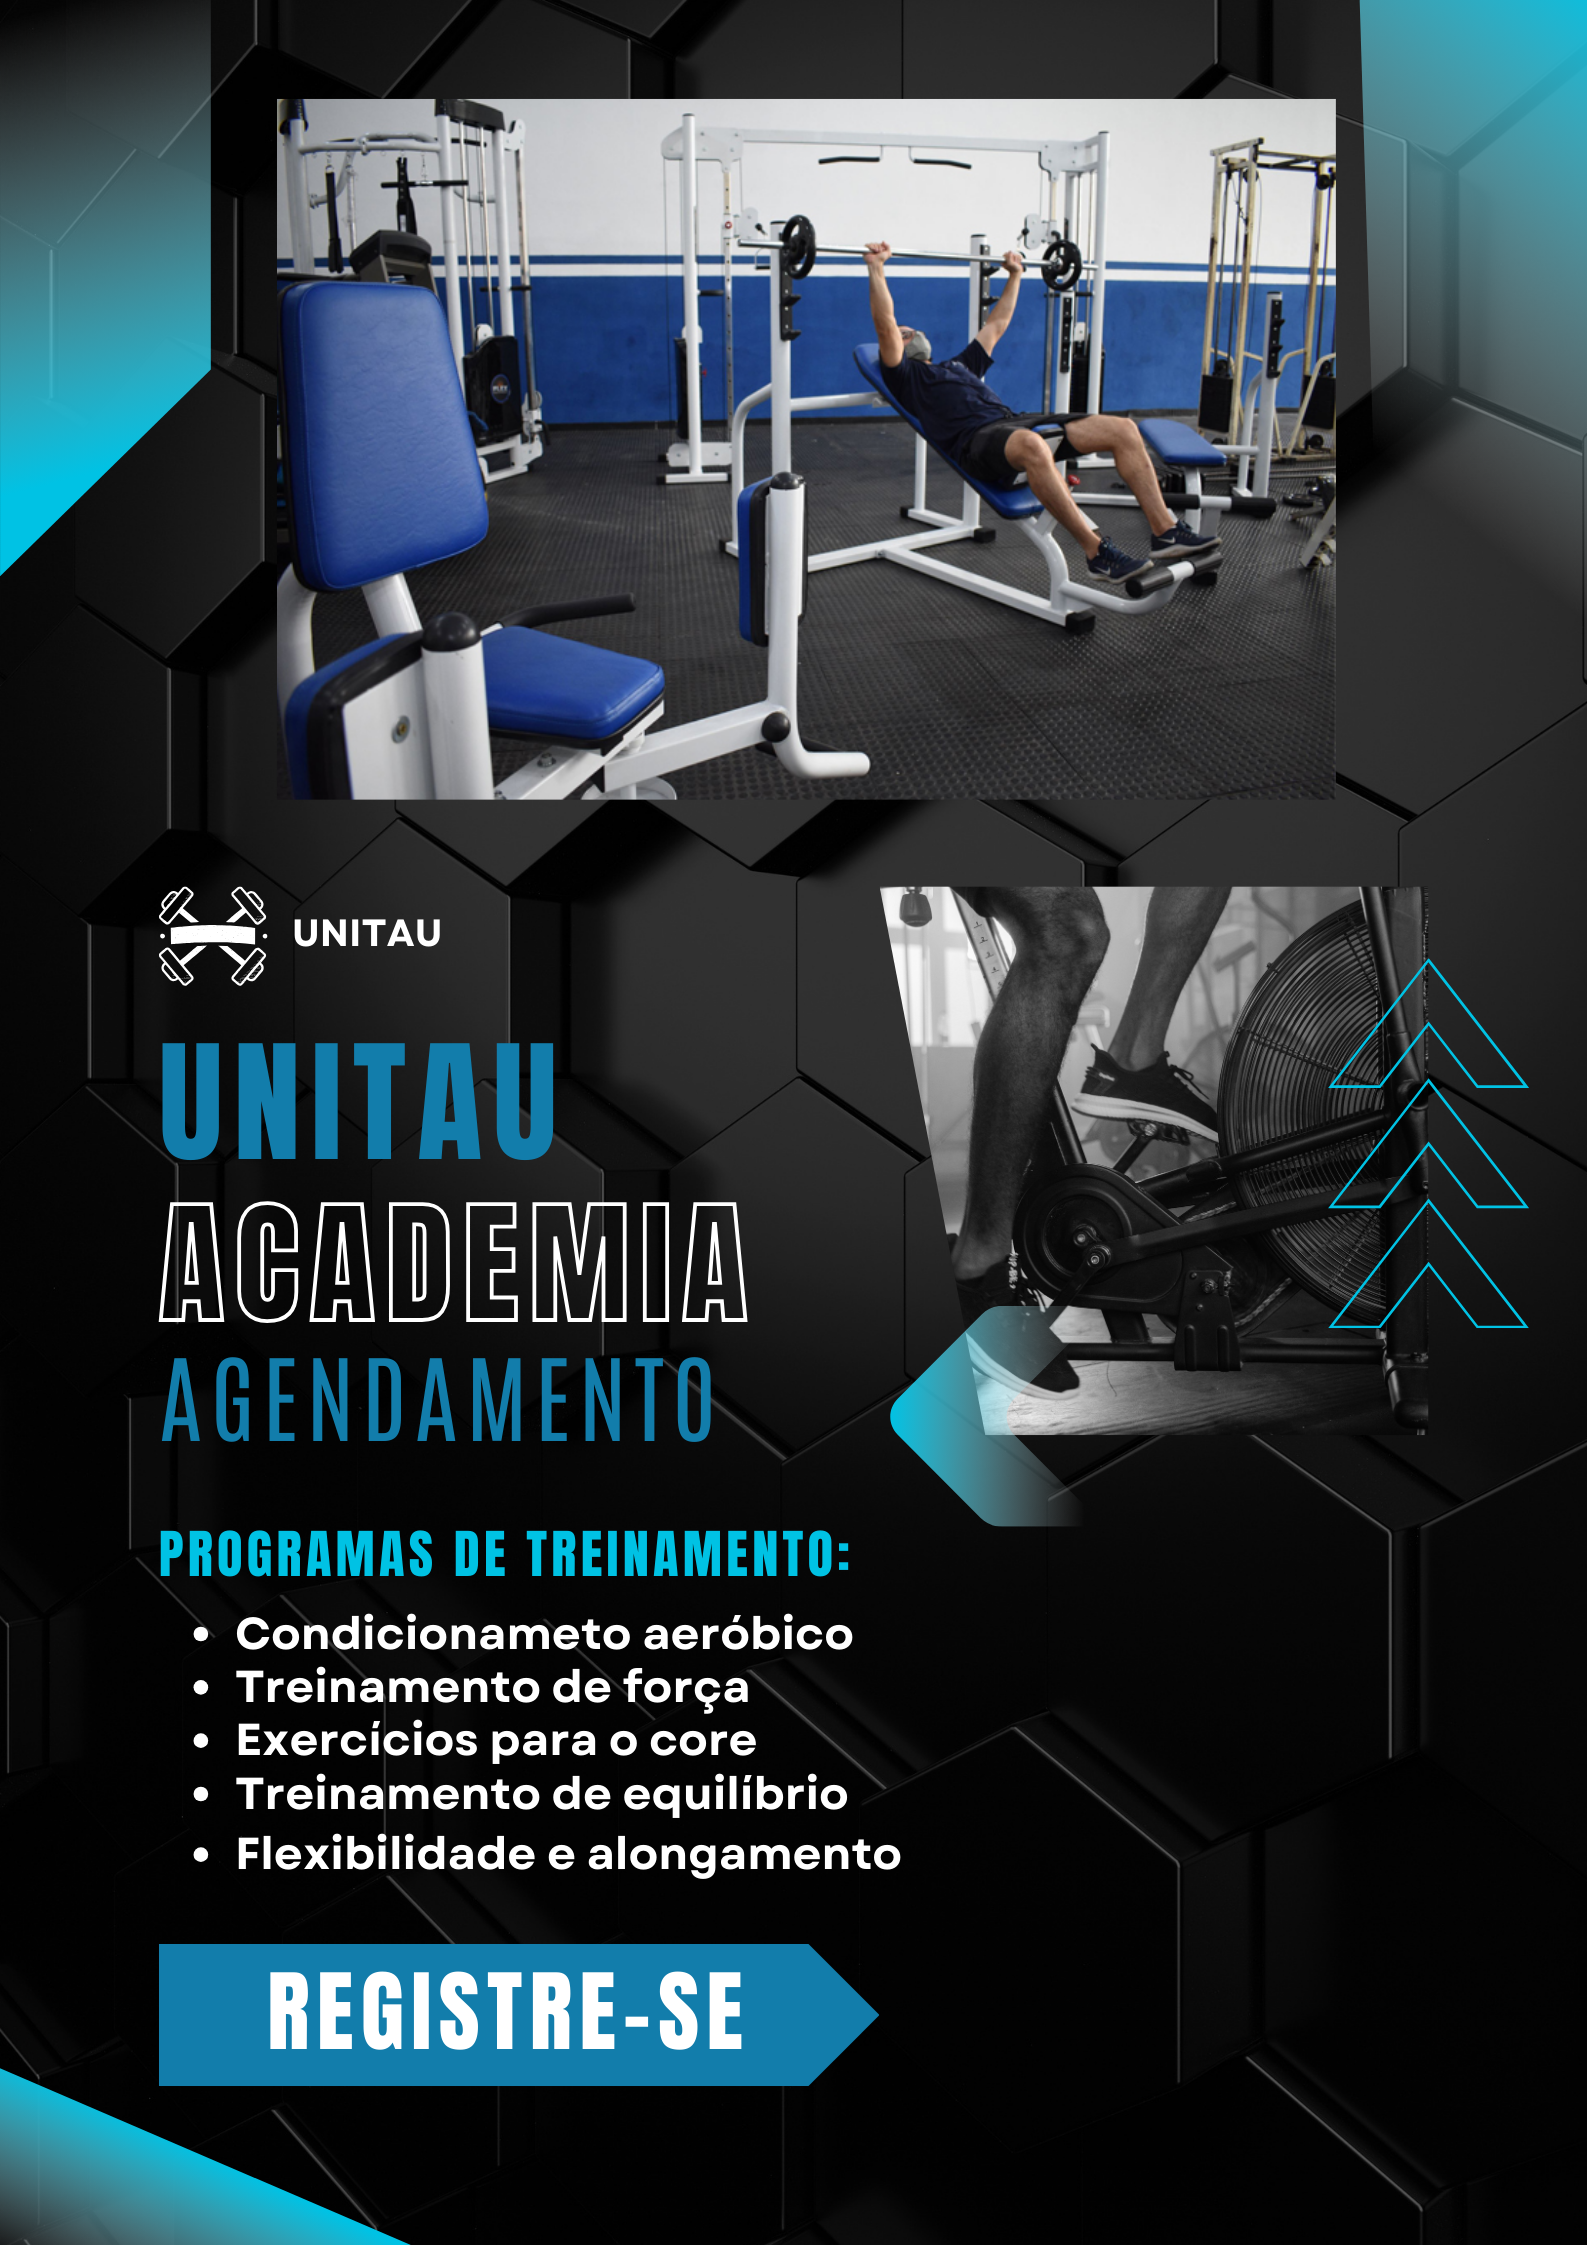 UNITAU
UNITAU
ACADEMIA
AGENDAMENTO
PROGRAMAS DE TREINAMENTO:
• Condicionameto aeróbico
• Treinamento de força
• Exercícios para o core
• Treinamento de equilíbrio
• Flexibilidade e alongamento
REGISTRE-SE